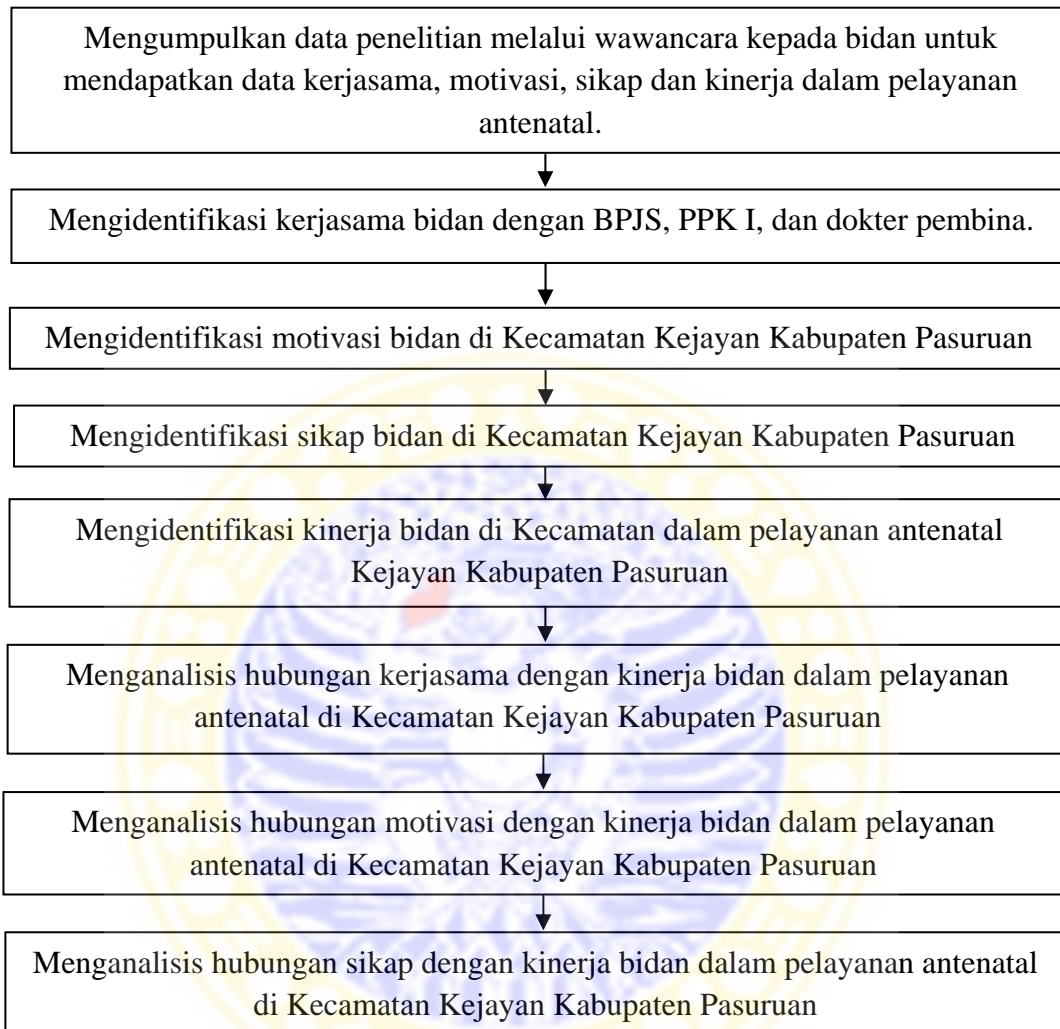 Mengumpulkan data penelitian melalui wawancara kepada bidan untuk
mendapatkan data kerjasama, motivasi, sikap dan kinerja dalam pelayanan
antenatal.
Mengidentifikasi kerjasama bidan dengan BPJS, PPK I, dan dokter pembina.
Mengidentifikasi motivasi bidan di Kecamatan Kejayan Kabupaten Pasuruan
Mengidentifikasi sikap bidan di Kecamatan Kejayan Kabupaten Pasuruan
Mengidentifikasi kinerja bidan di Kecamatan dalam pelayanan antenatal
Kejayan Kabupaten Pasuruan
Menganalisis hubungan kerjasama dengan kinerja bidan dalam pelayanan
antenatal di Kecamatan Kejayan Kabupaten Pasuruan
Menganalisis hubungan motivasi dengan kinerja bidan dalam pelayanan
antenatal di Kecamatan Kejayan Kabupaten Pasuruan
Menganalisis hubungan sikap dengan kinerja bidan dalam pelayanan antenatal
di Kecamatan Kejayan Kabupaten Pasuruan